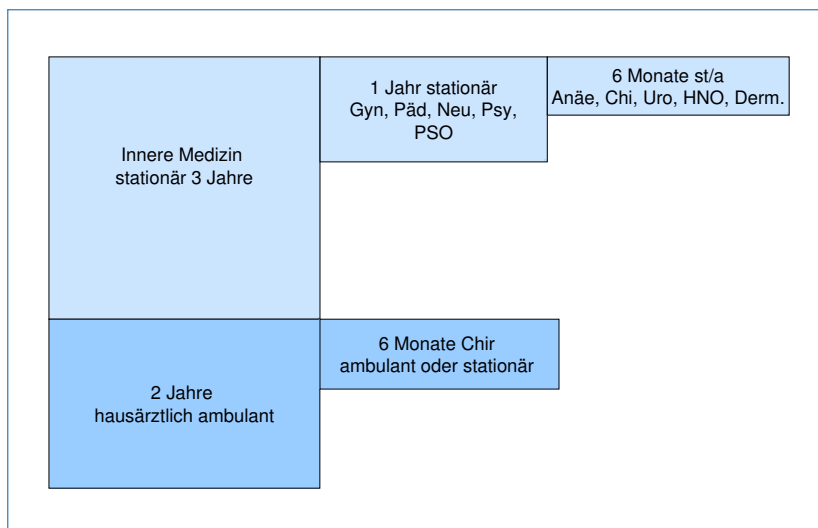 Innere Medizin
stationär 3 Jahre
1 Jahr stationär
Gyn, Päd, Neu, Psy,
PSO
6 Monate st/a
Anäe, Chi, Uro, HNO, Derm.
2 Jahre
hausärztlich ambulant
6 Monate Chir
ambulant oder stationär